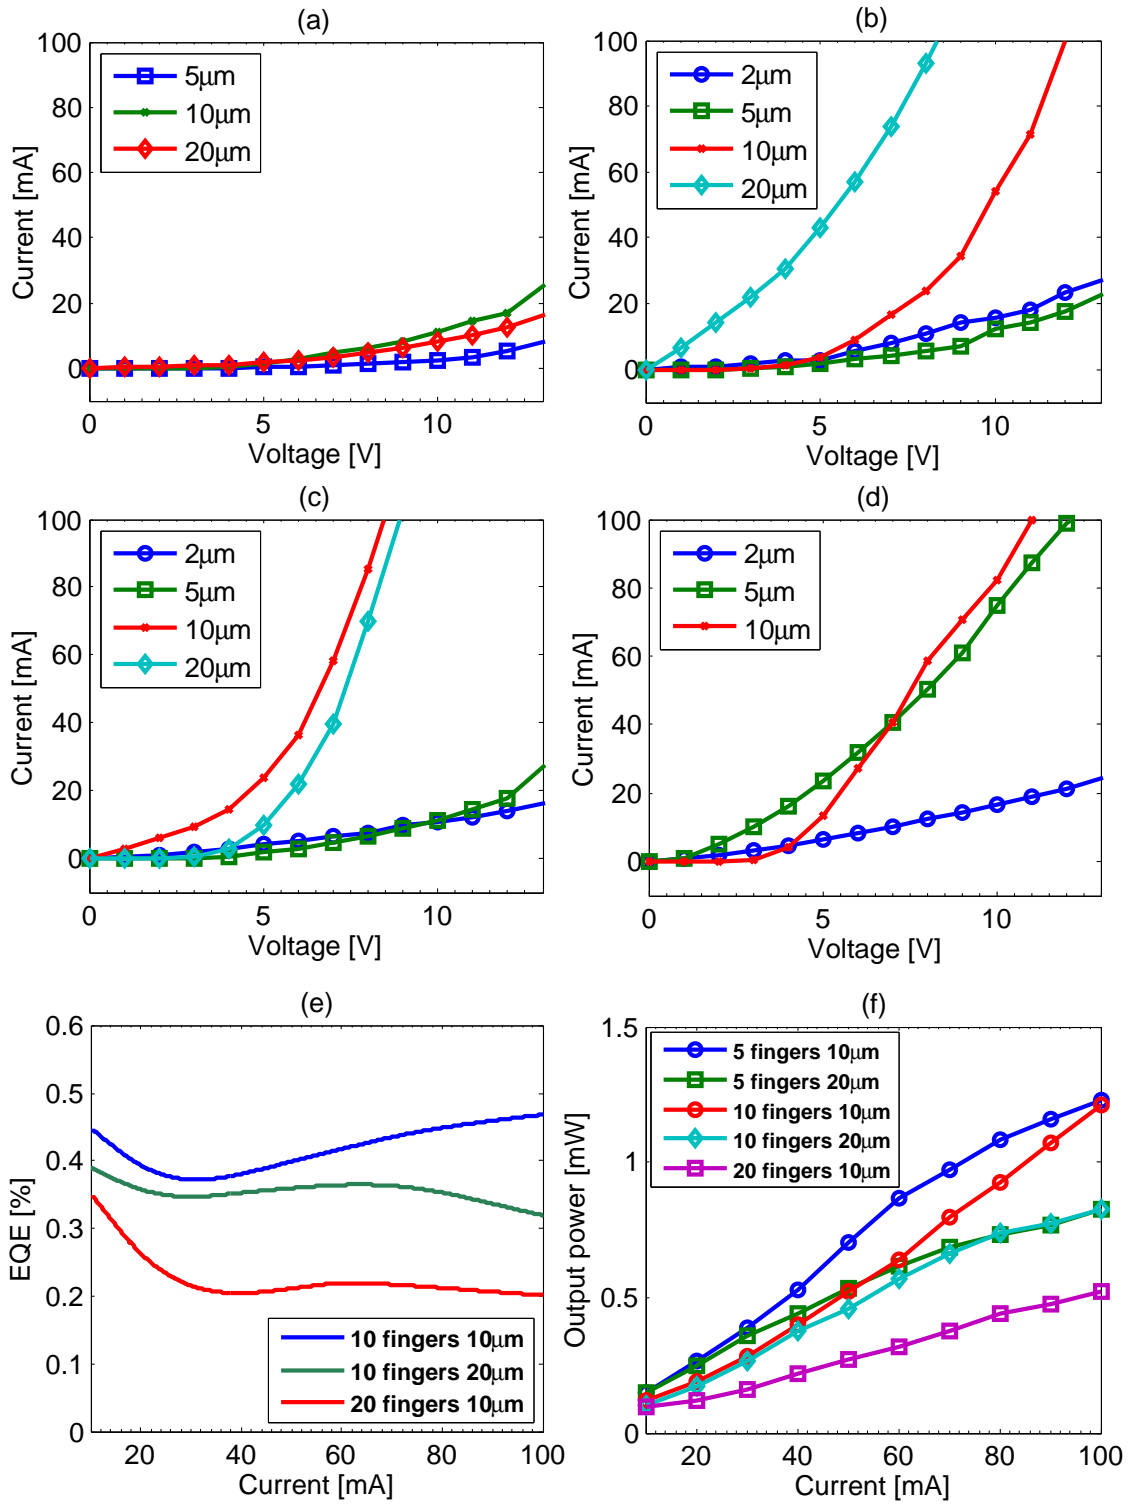 (a)
100
80
60
40
20
0
Current [mA]
5µm
10µm
20µm
0
5
10
Voltage [V]
(b)
100
80
60
40
20
0
Current [mA]
2µm
5µm
10µm
20µm
0
5
10
Voltage [V]
(c)
100
80
60
40
20
0
Current [mA]
2µm
5µm
10µm
20µm
0
5
10
Voltage [V]
(d)
100
80
60
40
20
0
Current [mA]
2µm
5µm
10µm
0
5
10
Voltage [V]
(e)
0.6
0.5
0.4
0.3
0.2
0.1
0
EQE [%]
10 fingers 10µm
10 fingers 20µm
20 fingers 10µm
20
40
60
80
100
Current [mA]
(f)
1.5
1
0.5
0
Output power [mW]
5 fingers 10µm
5 fingers 20µm
10 fingers 10µm
10 fingers 20µm
20 fingers 10µm
20
40
60
80
100
Current [mA]